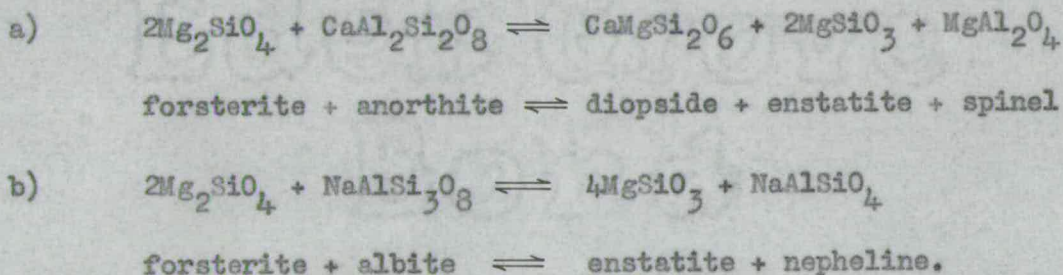 a) 2Mg₂SiO₄ + CaAl₂Si₂O₈ ⇌ CaMgSi₂O₆ + 2MgSiO₃ + MgAl₂O₄
forsterite + anorthite ⇌ diopside + enstatite + spinel
b) 2Mg₂SiO₄ + NaAlSi₃O₈ ⇌ 4MgSiO₃ + NaAlSiO₄
forsterite + albite ⇌ enstatite + nepheline.